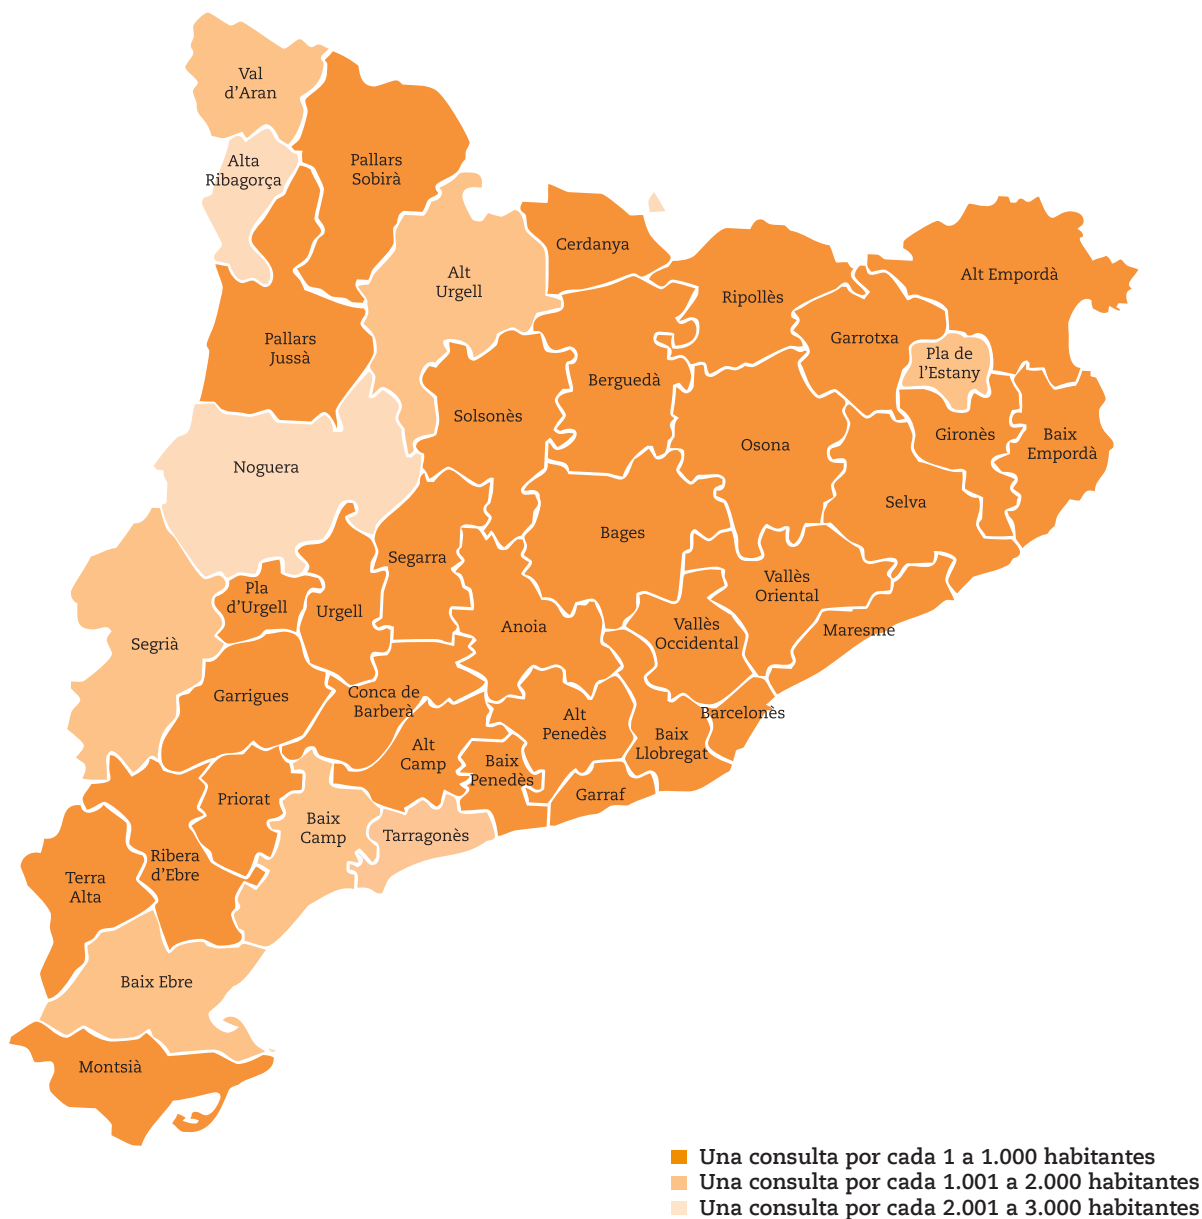 Val
d'Aran
Alta
Ribagorça
Pallars
Sobirà
Cerdanya
Alt
Urgell
Ripollès
Alt Empordà
Garrotxa
Pallars
Jussà
Pla de
l'Estany
Berguedà
Solsonès
Gironès
Baix
Empordà
Osona
Noguera
Selva
Bages
Segarra
Vallès
Oriental
Pla
d'Urgell
Urgell
Anoia
Vallès
Occidental
Maresme
Segrià
Garrigues
Conca de
Barberà
Barcelonès
Alt
Penedès
Baix
Llobregat
Alt
Camp
Baix
Penedès
Garraf
Priorat
Baix
Camp
Tarragonès
Ribera
d'Ebre
Terra
Alta
Baix Ebre
Montsià
Una consulta por cada 1 a 1.000 habitantes
Una consulta por cada 1.001 a 2.000 habitantes
Una consulta por cada 2.001 a 3.000 habitantes